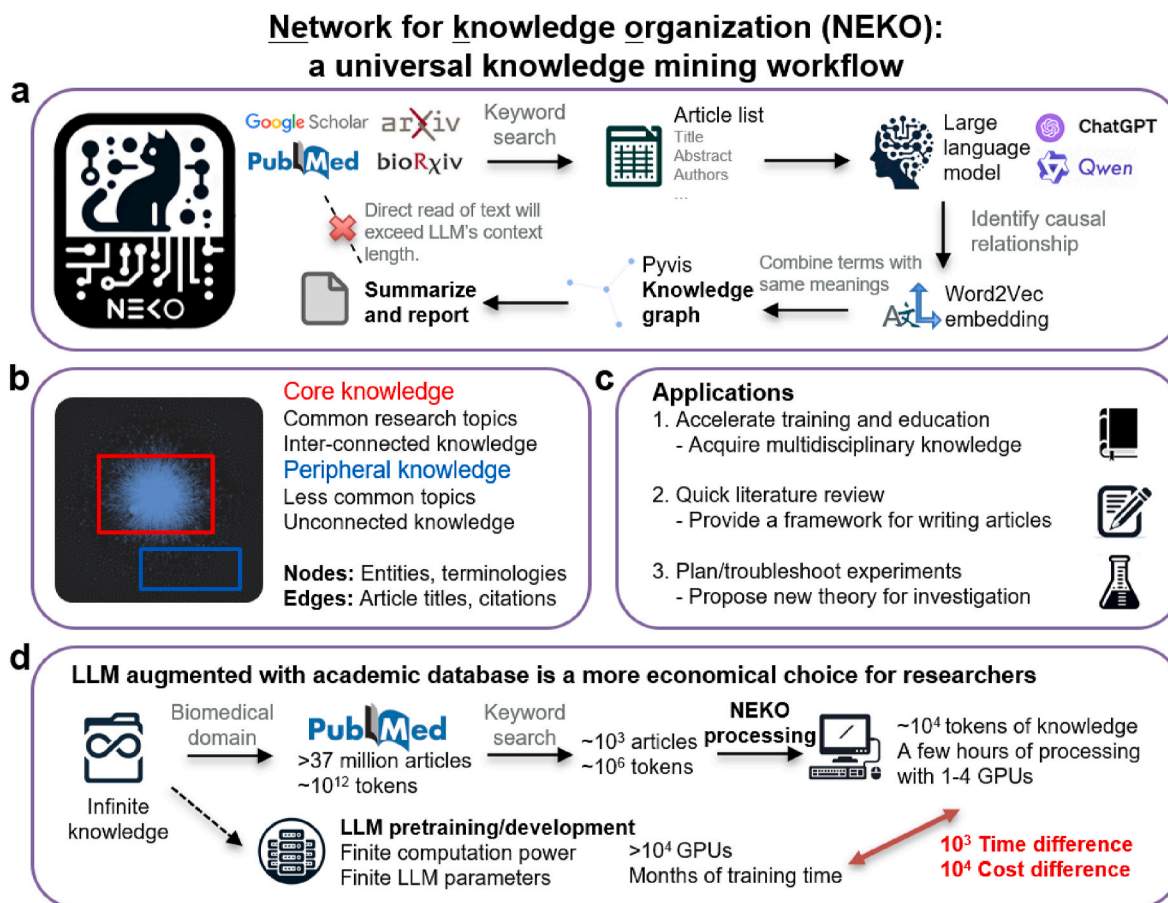 Network for knowledge organization (NEKO):
a universal knowledge mining workflow
a
NEKO
Google Scholar
arXiv
PubMed
bioRxiv
Keyword
search
Article list
Title
Abstract
Authors
...
Large
language
model
ChatGPT
Qwen
Direct read of text will
exceed LLM's context
length.
Identify causal
relationship
Summarize
and report
Pyvis
Knowledge
graph
Combine terms with
same meanings
A文
Word2Vec
embedding
b
Core knowledge
Common research topics
Inter-connected knowledge
Peripheral knowledge
Less common topics
Unconnected knowledge
Nodes: Entities, terminologies
Edges: Article titles, citations
c
Applications
1. Accelerate training and education
- Acquire multidisciplinary knowledge
2. Quick literature review
- Provide a framework for writing articles
3. Plan/troubleshoot experiments
- Propose new theory for investigation
d
LLM augmented with academic database is a more economical choice for researchers
Infinite
knowledge
Biomedical
domain
PubMed
>37 million articles
~10¹² tokens
Keyword
search
~10³ articles
~10⁶ tokens
NEKO
processing
~10⁴ tokens of knowledge
A few hours of processing
with 1-4 GPUs
LLM pretraining/development
Finite computation power
Finite LLM parameters
>10⁴ GPUs
Months of training time
10³ Time difference
10⁴ Cost difference